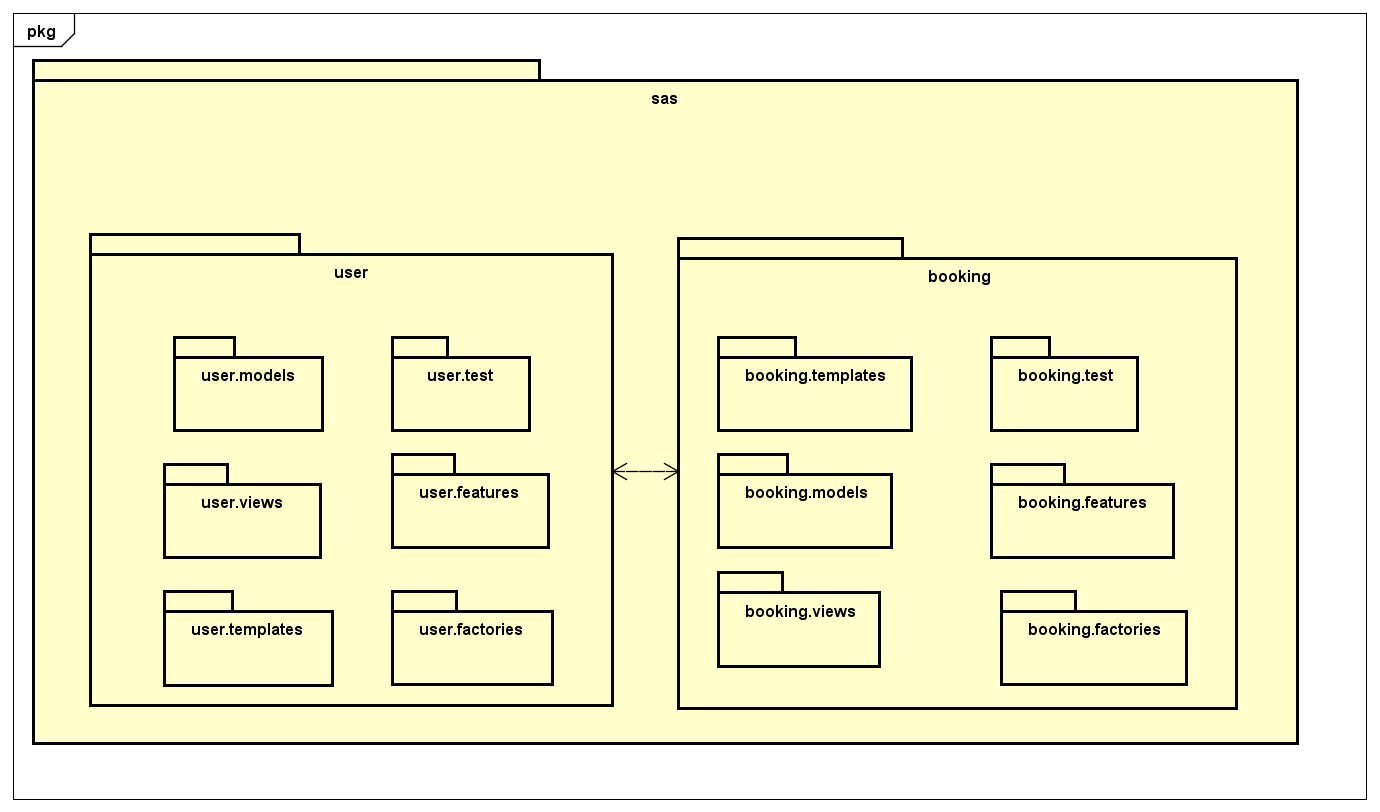 pkg
sas
user
user.models
user.test
user.views
user.features
user.templates
user.factories
booking
booking.templates
booking.test
booking.models
booking.features
booking.views
booking.factories